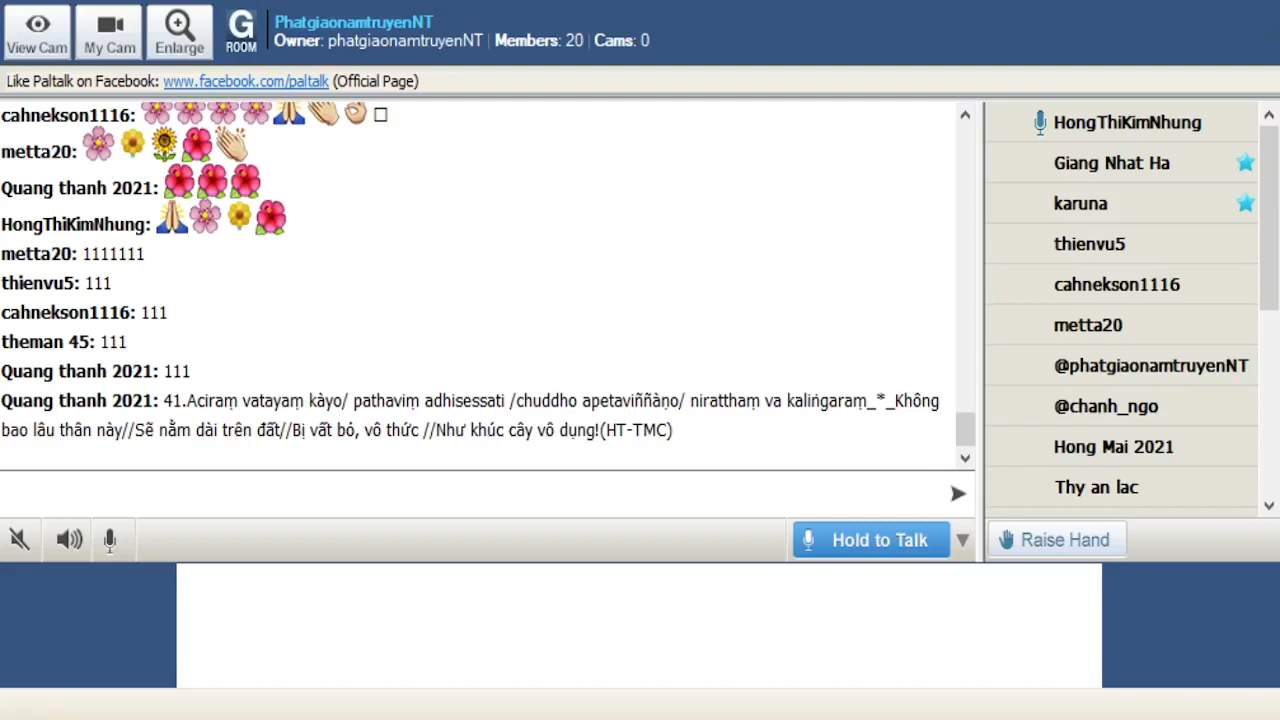 View Cam
My Cam
Enlarge
G
ROOM
PhatgiaonamtruyenNT
Owner: phatgiaonamtruyenNT | Members: 20 | Cams: 0
Like Paltalk on Facebook: www.facebook.com/paltalk (Official Page)
cahnekson1116:
metta20:
Quang thanh 2021:
HongThiKimNhung:
metta20: 1111111
thienvu5: 111
cahnekson1116: 111
theman 45: 111
Quang thanh 2021: 111
Quang thanh 2021: 41.Aciraṃ vatayaṃ kàyo/ pathaviṃ adhisessati /chuddho apetaviññàṇo/ niratthaṃ va kaliṅgaraṃ_*_Không
bao lâu thân này//Sẽ nằm dài trên đất//Bị vất bỏ, vô thức //Như khúc cây vô dụng!(HT-TMC)
HongThiKimNhung
Giang Nhat Ha
karuna
thienvu5
cahnekson1116
metta20
@phatgiaonamtruyenNT
@chanh_ngo
Hong Mai 2021
Thy an lac
Hold to Talk
Raise Hand